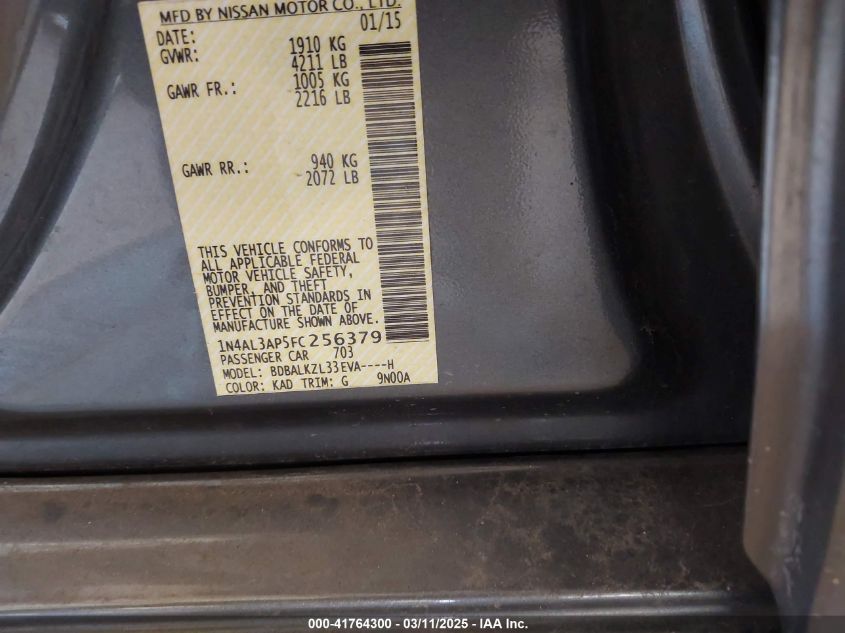 MFD BY NISSAN MOTOR CO., LTD.
DATE: 01/15
GVWR: 1910 KG
4211 LB
GAWR FR.: 1005 KG
2216 LB
GAWR RR.: 940 KG
2072 LB
THIS VEHICLE CONFORMS TO
ALL APPLICABLE FEDERAL
MOTOR VEHICLE SAFETY,
BUMPER, AND THEFT
PREVENTION STANDARDS IN
EFFECT ON THE DATE OF
MANUFACTURE SHOWN ABOVE.
1N4AL3AP5FC256379
PASSENGER CAR 703
MODEL: BDBALKZL33EVA----H
COLOR: KAD TRIM: G 9N00A
000-41764300 - 03/11/2025 - IAA Inc.